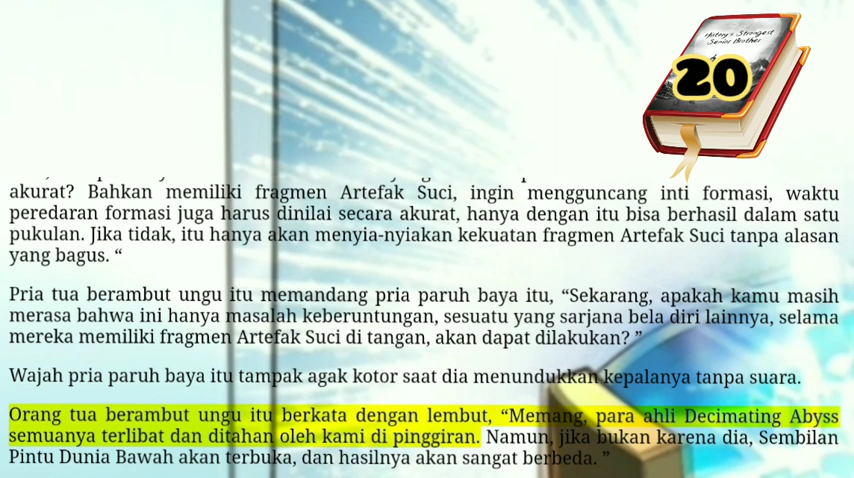 History's Strongest
Senior Brother
20
akurat? Bahkan memiliki fragmen Artefak Suci, ingin mengguncang inti formasi, waktu
peredaran formasi juga harus dinilai secara akurat, hanya dengan itu bisa berhasil dalam satu
pukulan. Jika tidak, itu hanya akan menyia-nyiakan kekuatan fragmen Artefak Suci tanpa alasan
yang bagus. “
Pria tua berambut ungu itu memandang pria paruh baya itu, “Sekarang, apakah kamu masih
merasa bahwa ini hanya masalah keberuntungan, sesuatu yang sarjana bela diri lainnya, selama
mereka memiliki fragmen Artefak Suci di tangan, akan dapat dilakukan? ”
Wajah pria paruh baya itu tampak agak kotor saat dia menundukkan kepalanya tanpa suara.
Orang tua berambut ungu itu berkata dengan lembut, “Memang, para ahli Decimating Abyss
semuanya terlibat dan ditahan oleh kami di pinggiran. Namun, jika bukan karena dia, Sembilan
Pintu Dunia Bawah akan terbuka, dan hasilnya akan sangat berbeda. ”